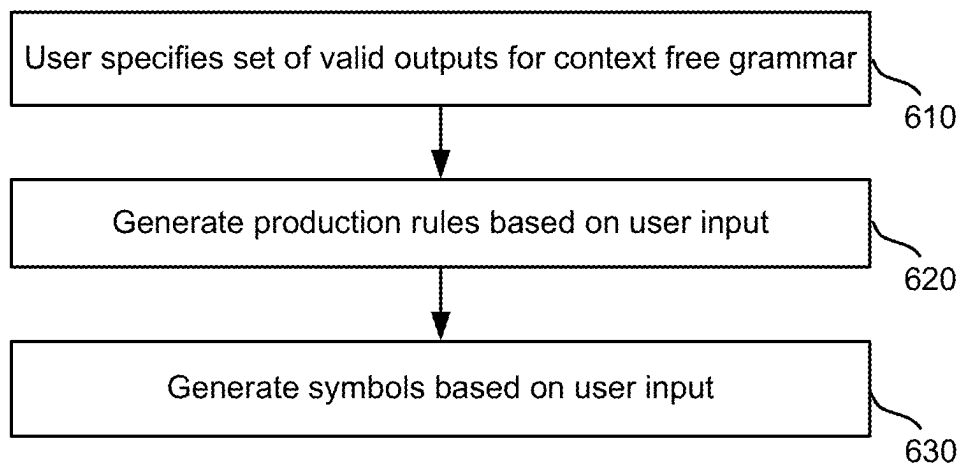 User specifies set of valid outputs for context free grammar
610
Generate production rules based on user input
620
Generate symbols based on user input
630